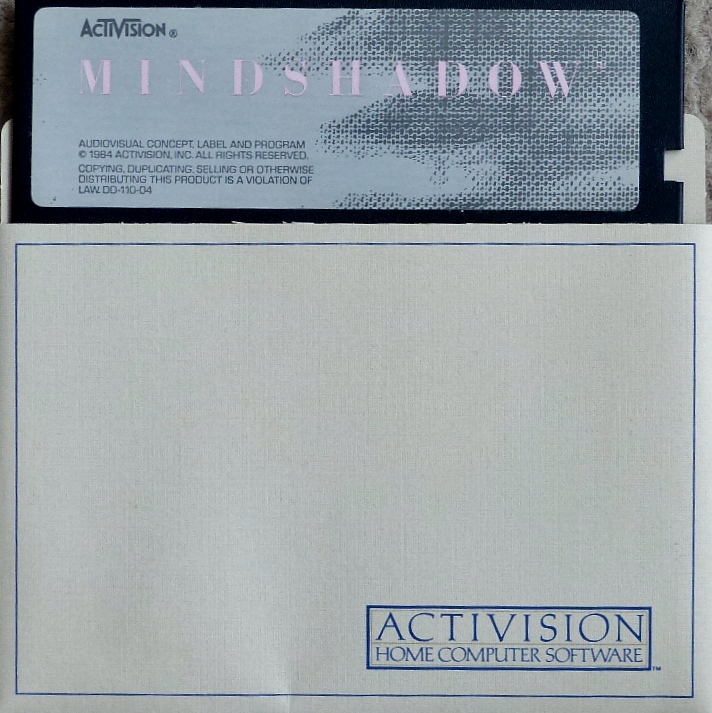 ACTIVISION®
MINDSHADOW™
AUDIOVISUAL CONCEPT, LABEL AND PROGRAM
© 1984 ACTIVISION, INC. ALL RIGHTS RESERVED.
COPYING, DUPLICATING, SELLING OR OTHERWISE
DISTRIBUTING THIS PRODUCT IS A VIOLATION OF
LAW. DD-110-04
ACTIVISION
HOME COMPUTER SOFTWARE™